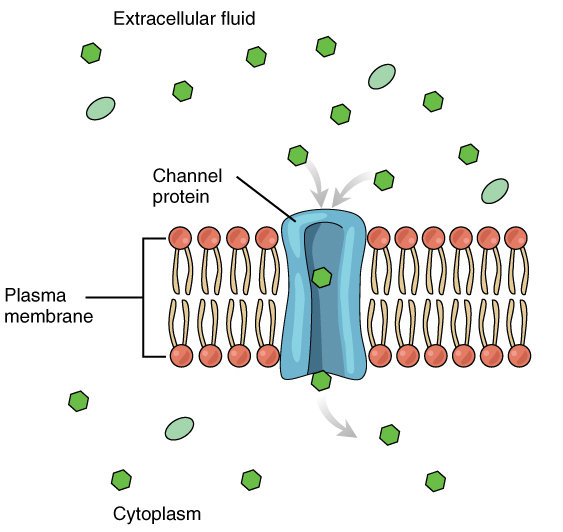 Extracellular fluid
Channel
protein
Plasma
membrane
Cytoplasm